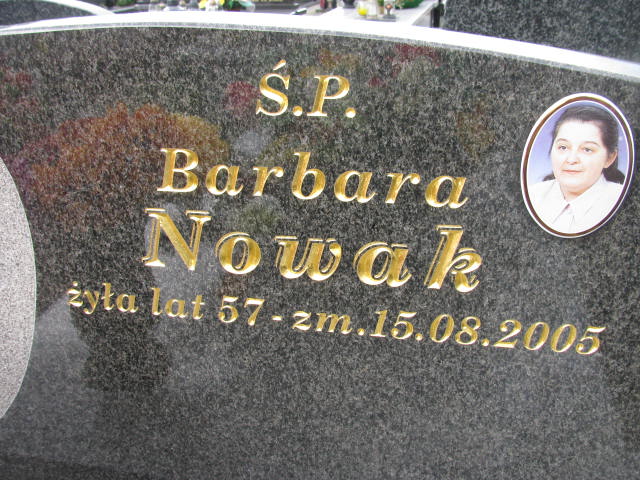 Ś.P.
Barbara
Nowak
żyła lat 57 - zm. 15.08.2005